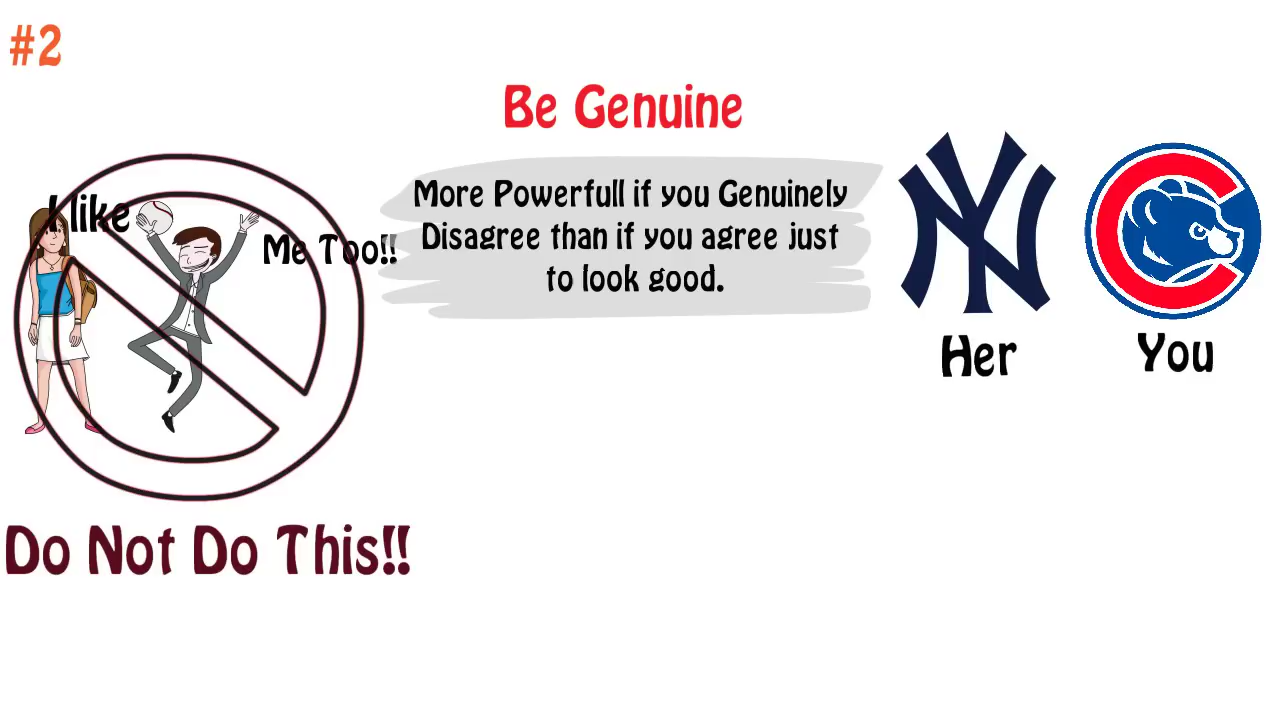 #2
Be Genuine
I like
Me Too!!
More Powerfull if you Genuinely
Disagree than if you agree just
to look good.
NY
Her
You
Do Not Do This!!